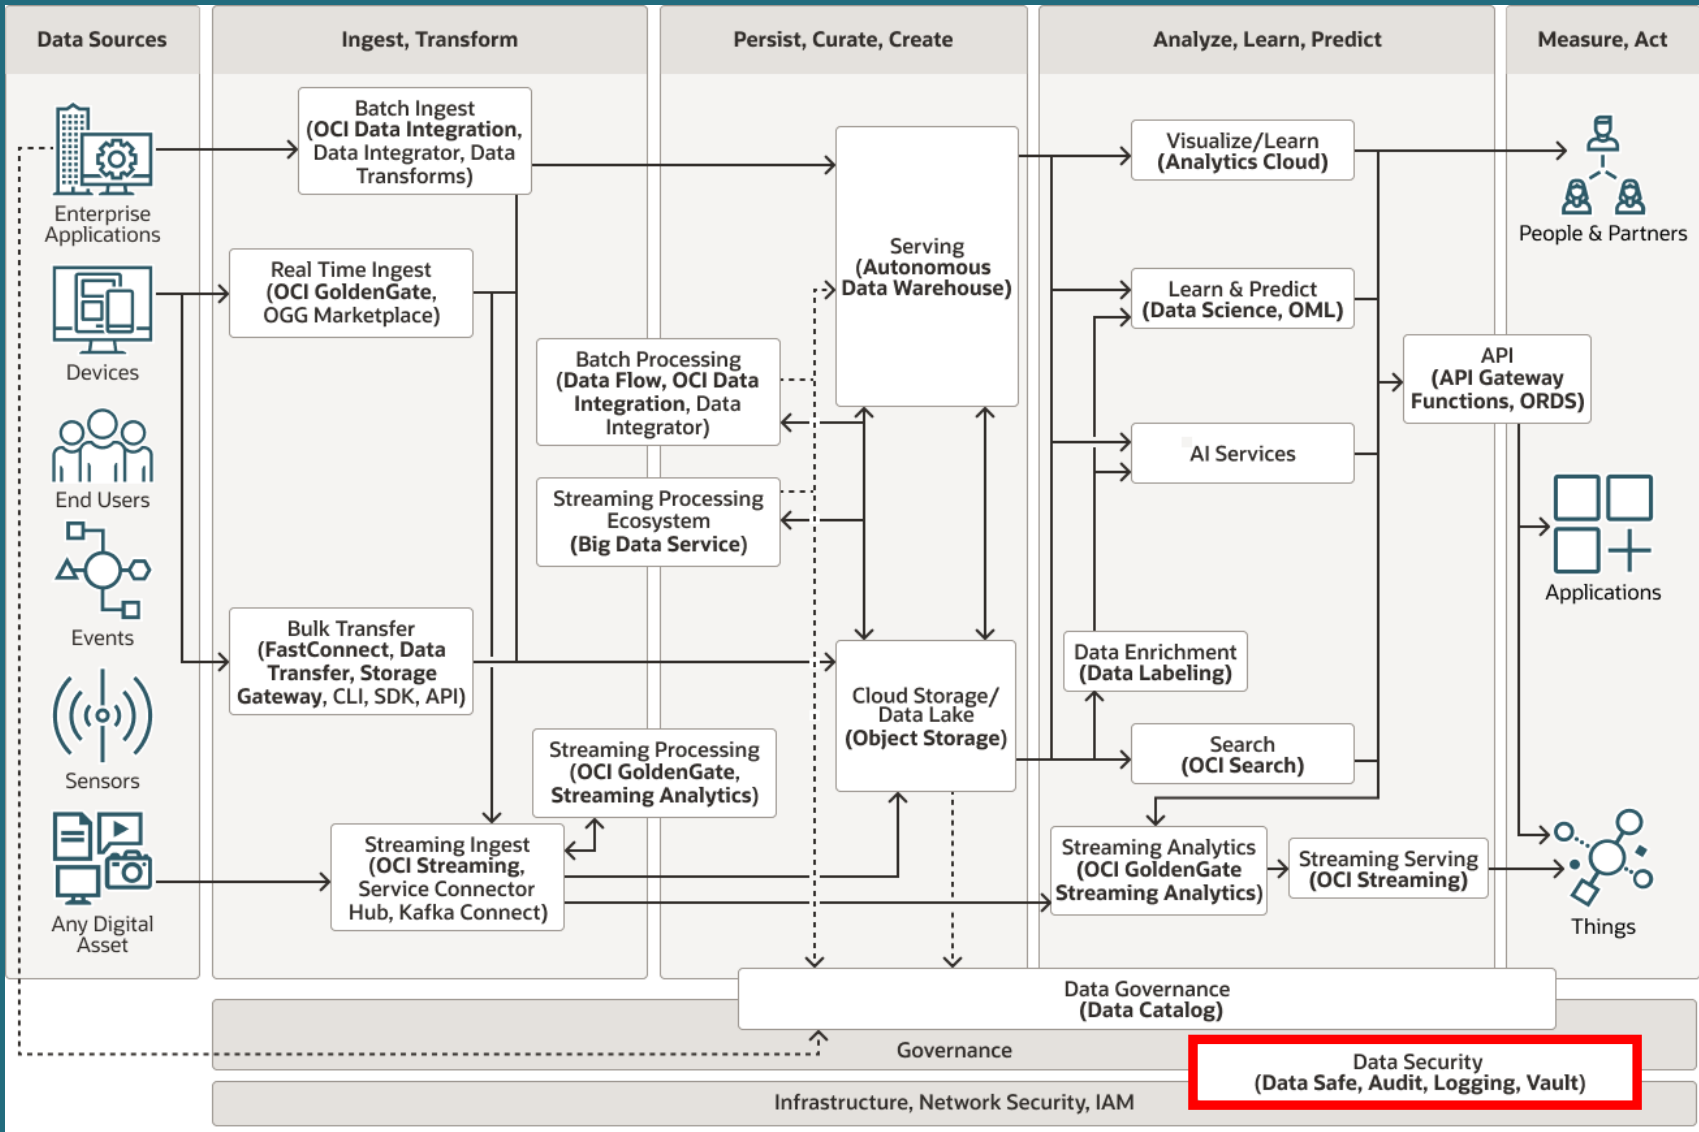 Data Sources
Ingest, Transform
Persist, Curate, Create
Analyze, Learn, Predict
Measure, Act
Enterprise
Applications
Devices
End Users
Events
Sensors
Any Digital
Asset
Batch Ingest
(OCI Data Integration,
Data Integrator, Data
Transforms)
Real Time Ingest
(OCI GoldenGate,
OGG Marketplace)
Bulk Transfer
(FastConnect, Data
Transfer, Storage
Gateway, CLI, SDK, API)
Streaming Ingest
(OCI Streaming,
Service Connector
Hub, Kafka Connect)
Batch Processing
(Data Flow, OCI Data
Integration, Data
Integrator)
Streaming Processing
Ecosystem
(Big Data Service)
Streaming Processing
(OCI GoldenGate,
Streaming Analytics)
Serving
(Autonomous
Data Warehouse)
Cloud Storage/
Data Lake
(Object Storage)
Visualize/Learn
(Analytics Cloud)
Learn & Predict
(Data Science, OML)
AI Services
Data Enrichment
(Data Labeling)
Search
(OCI Search)
Streaming Analytics
(OCI GoldenGate
Streaming Analytics)
Streaming Serving
(OCI Streaming)
API
(API Gateway
Functions, ORDS)
People & Partners
Applications
Things
Data Governance
(Data Catalog)
Governance
Data Security
(Data Safe, Audit, Logging, Vault)
Infrastructure, Network Security, IAM